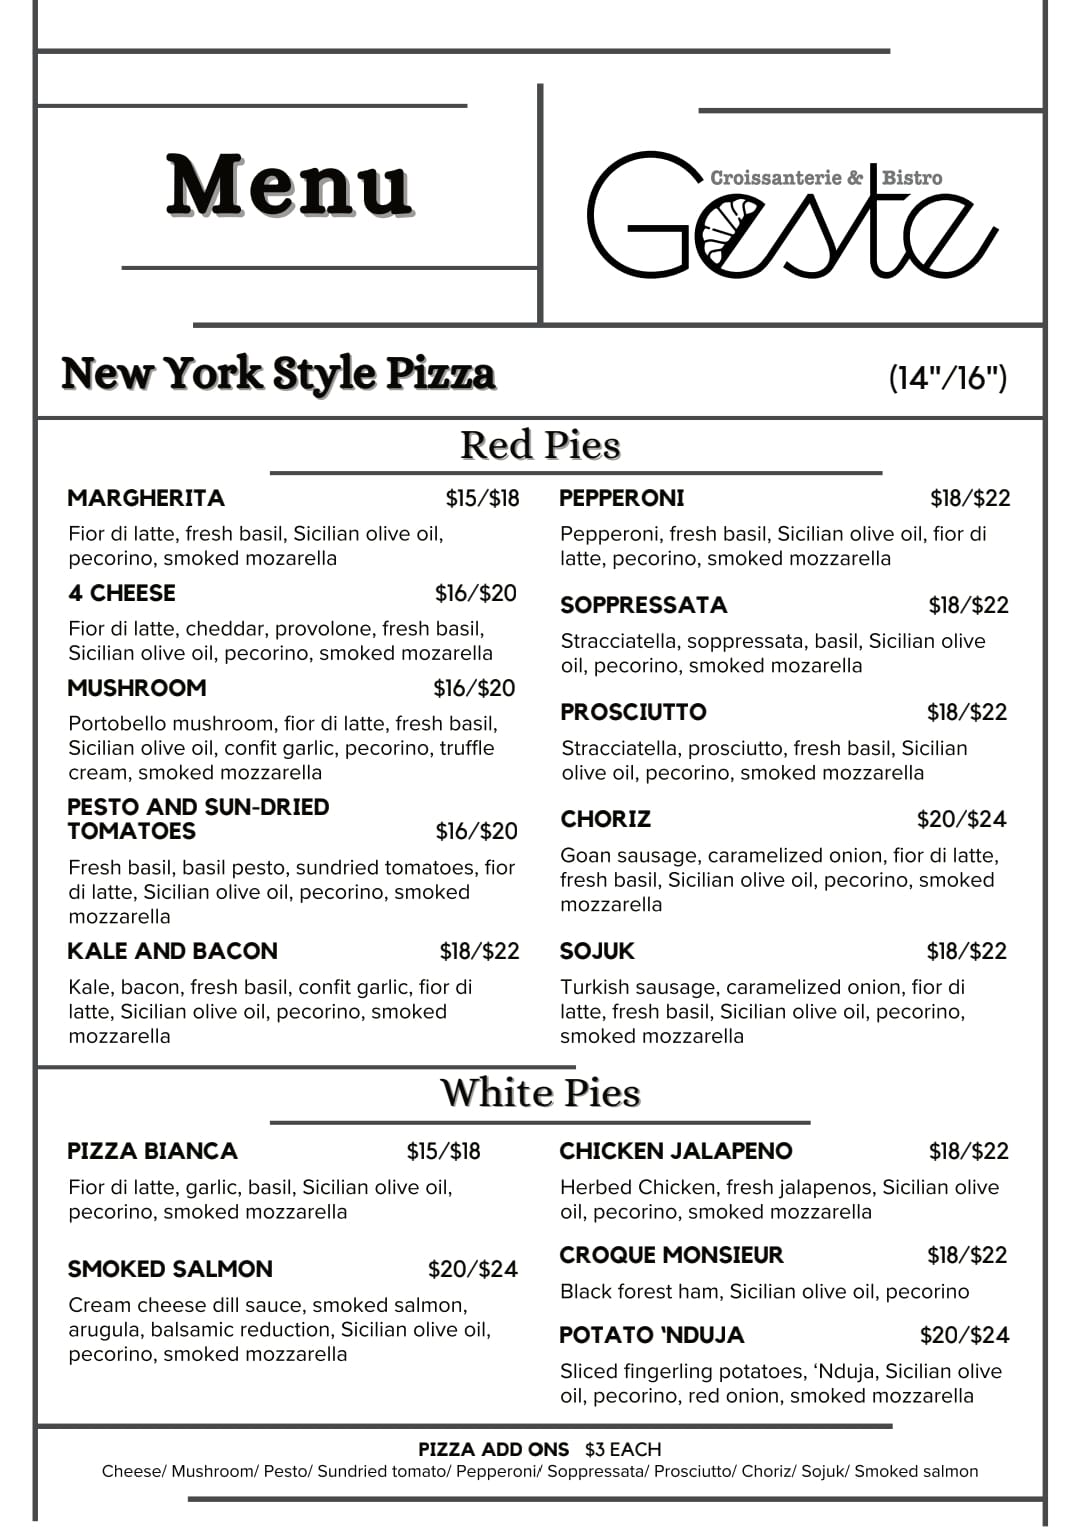 Menu
Croissanterie & Bistro
Geste
New York Style Pizza (14"/16")
Red Pies
MARGHERITA $15/$18
Fior di latte, fresh basil, Sicilian olive oil,
pecorino, smoked mozarella
4 CHEESE $16/$20
Fior di latte, cheddar, provolone, fresh basil,
Sicilian olive oil, pecorino, smoked mozarella
MUSHROOM $16/$20
Portobello mushroom, fior di latte, fresh basil,
Sicilian olive oil, confit garlic, pecorino, truffle
cream, smoked mozzarella
PESTO AND SUN-DRIED
TOMATOES $16/$20
Fresh basil, basil pesto, sundried tomatoes, fior
di latte, Sicilian olive oil, pecorino, smoked
mozzarella
KALE AND BACON $18/$22
Kale, bacon, fresh basil, confit garlic, fior di
latte, Sicilian olive oil, pecorino, smoked
mozzarella
PEPPERONI $18/$22
Pepperoni, fresh basil, Sicilian olive oil, fior di
latte, pecorino, smoked mozzarella
SOPPRESSATA $18/$22
Stracciatella, soppressata, basil, Sicilian olive
oil, pecorino, smoked mozarella
PROSCIUTTO $18/$22
Stracciatella, prosciutto, fresh basil, Sicilian
olive oil, pecorino, smoked mozzarella
CHORIZ $20/$24
Goan sausage, caramelized onion, fior di latte,
fresh basil, Sicilian olive oil, pecorino, smoked
mozzarella
SOJUK $18/$22
Turkish sausage, caramelized onion, fior di
latte, fresh basil, Sicilian olive oil, pecorino,
smoked mozzarella
White Pies
PIZZA BIANCA $15/$18
Fior di latte, garlic, basil, Sicilian olive oil,
pecorino, smoked mozzarella
SMOKED SALMON $20/$24
Cream cheese dill sauce, smoked salmon,
arugula, balsamic reduction, Sicilian olive oil,
pecorino, smoked mozzarella
CHICKEN JALAPENO $18/$22
Herbed Chicken, fresh jalapenos, Sicilian olive
oil, pecorino, smoked mozzarella
CROQUE MONSIEUR $18/$22
Black forest ham, Sicilian olive oil, pecorino
POTATO ‘NDUJA $20/$24
Sliced fingerling potatoes, ‘Nduja, Sicilian olive
oil, pecorino, red onion, smoked mozzarella
PIZZA ADD ONS $3 EACH
Cheese/ Mushroom/ Pesto/ Sundried tomato/ Pepperoni/ Soppressata/ Prosciutto/ Choriz/ Sojuk/ Smoked salmon